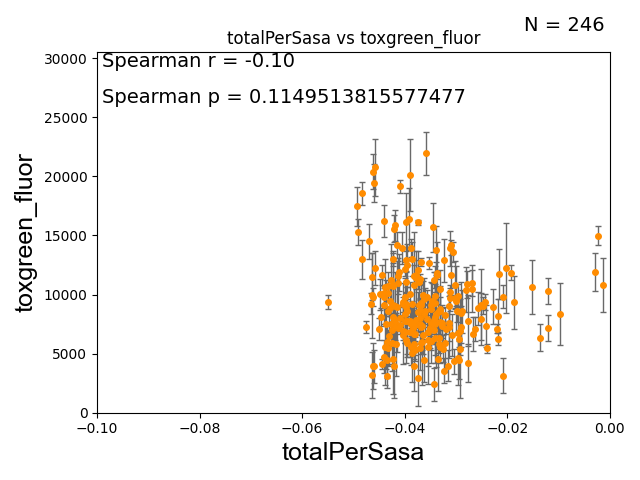 N = 246
totalPerSasa vs toxgreen_fluor
Spearman r = -0.10
Spearman p = 0.1149513815577477
toxgreen_fluor
30000
25000
20000
15000
10000
5000
0
−0.10 −0.08 −0.06 −0.04 −0.02 0.00
totalPerSasa